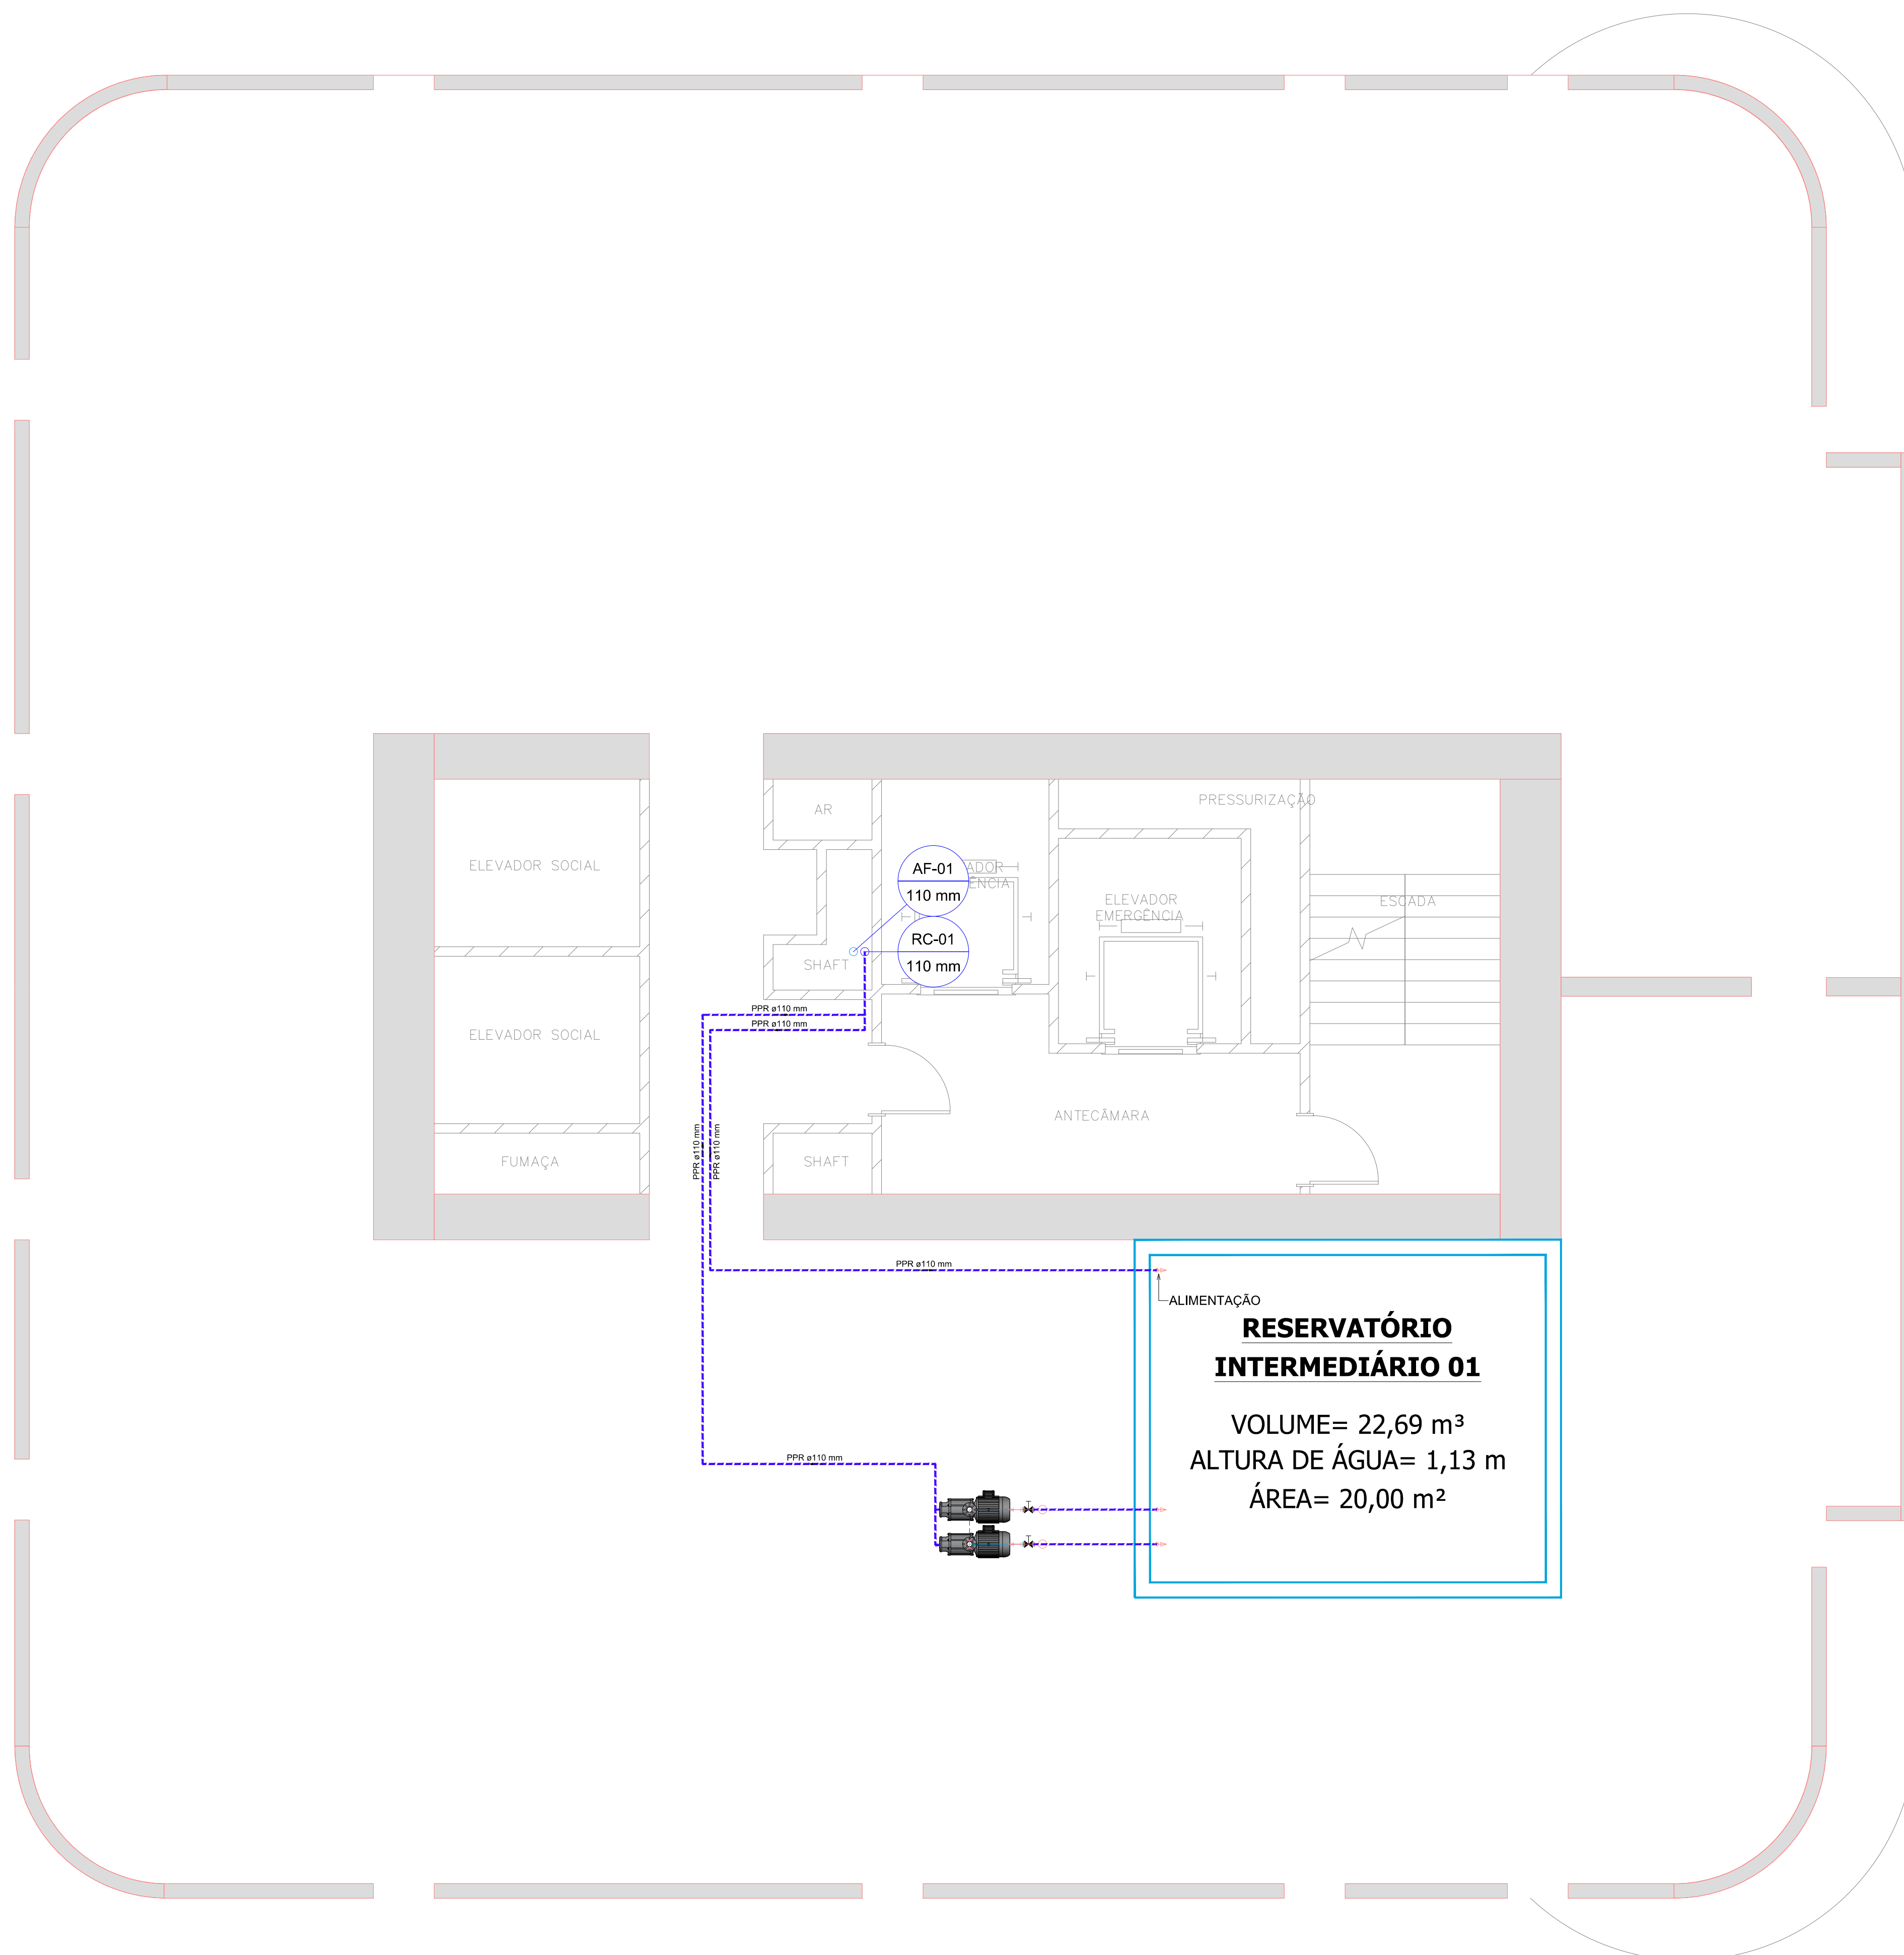 AR
PRESSURIZAÇÃO
ELEVADOR SOCIAL
AF-01
110 mm
ELEVADOR
EMERGÊNCIA
ESCADA
RC-01
110 mm
SHAFT
PPR ø110 mm
PPR ø110 mm
ELEVADOR SOCIAL
ANTECÂMARA
PPR ø110 mm
PPR ø110 mm
FUMAÇA
SHAFT
PPR ø110 mm
ALIMENTAÇÃO
RESERVATÓRIO
INTERMEDIÁRIO 01
VOLUME= 22,69 m³
ALTURA DE ÁGUA= 1,13 m
ÁREA= 20,00 m²
PPR ø110 mm